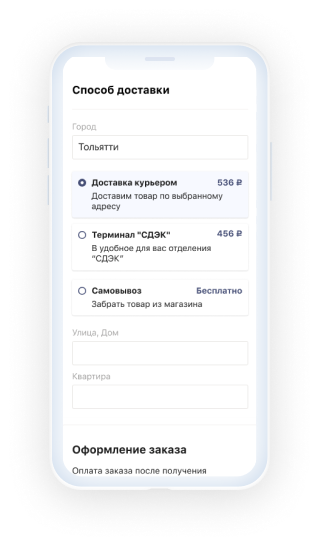 Способ доставки
Город
Тольятти
Доставка курьером 536 ₽
Доставим товар по выбранному
адресу
Терминал "СДЭК" 456 ₽
В удобное для вас отделения
"СДЭК"
Самовывоз Бесплатно
Забрать товар из магазина
Улица, Дом
Квартира
Оформление заказа
Оплата заказа после получения